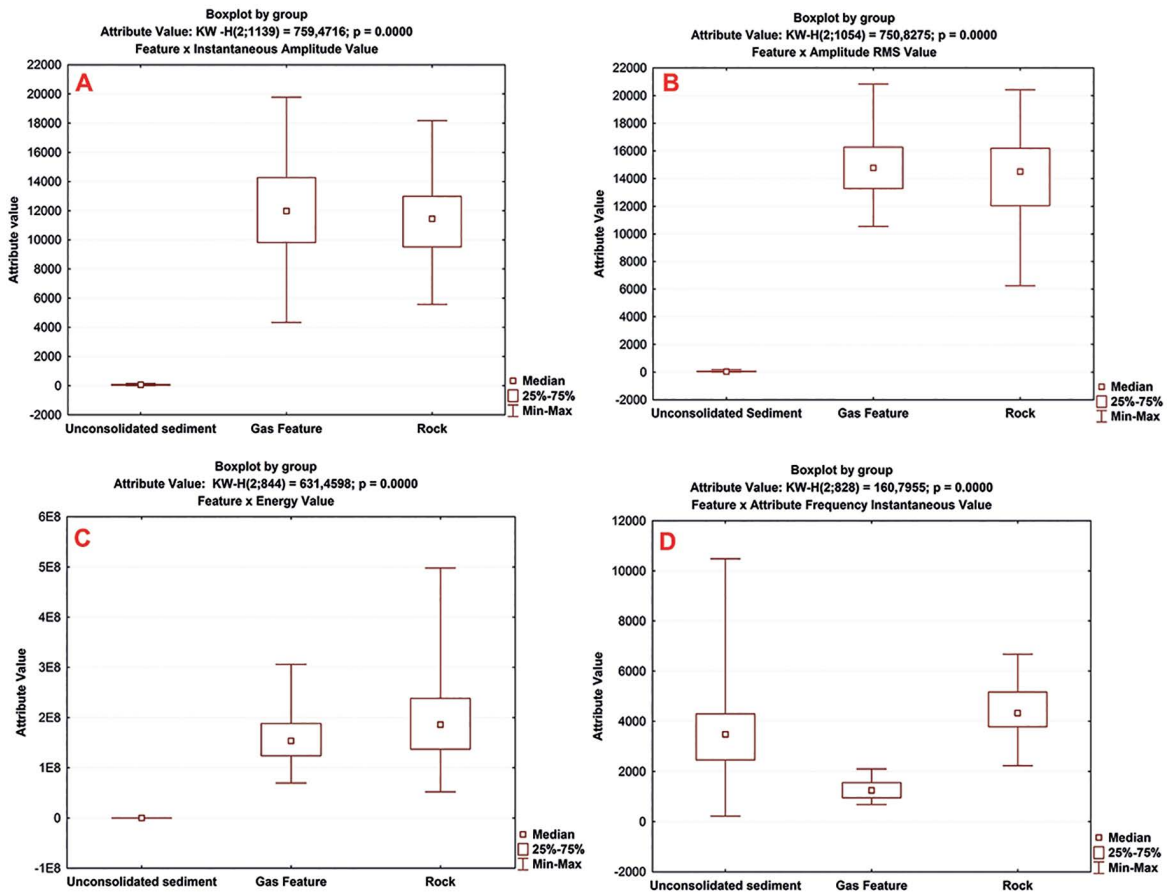 Boxplot by group
Attribute Value: KW -H(2;1139) = 759,4716; p = 0.0000
Feature x Instantaneous Amplitude Value
A
22000
20000
18000
16000
14000
12000
10000
8000
6000
4000
2000
0
-2000
Attribute value
Unconsolidated sediment
Gas Feature
Rock
Median
25%-75%
Min-Max
Boxplot by group
Attribute Value: KW-H(2;1054) = 750,8275; p = 0.0000
Feature x Amplitude RMS Value
B
22000
20000
18000
16000
14000
12000
10000
8000
6000
4000
2000
0
-2000
Attribute Value
Unconsolidated Sediment
Gas Feature
Rock
Median
25%-75%
Min-Max
Boxplot by group
Attribute Value: KW-H(2;844) = 631,4598; p = 0.0000
Feature x Energy Value
C
6E8
5E8
4E8
3E8
2E8
1E8
0
-1E8
Attribute Value
Unconsolidated sediment
Gas Feature
Rock
Median
25%-75%
Min-Max
Boxplot by group
Attribute Value: KW-H(2;828) = 160,7955; p = 0.0000
Feature x Attribute Frequency Instantaneous Value
D
12000
10000
8000
6000
4000
2000
0
-2000
Attribute Value
Unconsolidated sediment
Gas Feature
Rock
Median
25%-75%
Min-Max